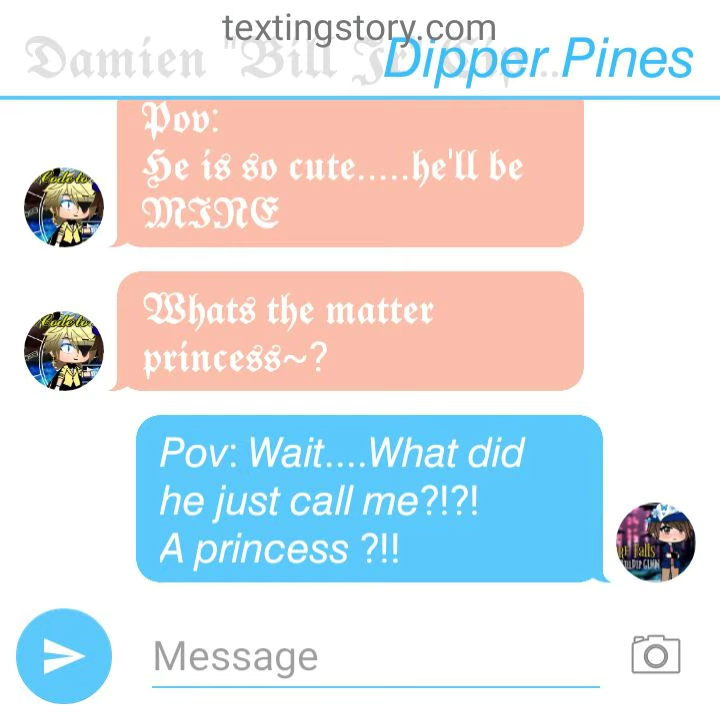 textingstory.com
Damien "Bill Jr
Dipper Pines
Pov:
He is so cute.....he'll be
MINE
Whats the matter
princess~?
Pov: Wait....What did
he just call me?!?!
A princess ?!!
Message